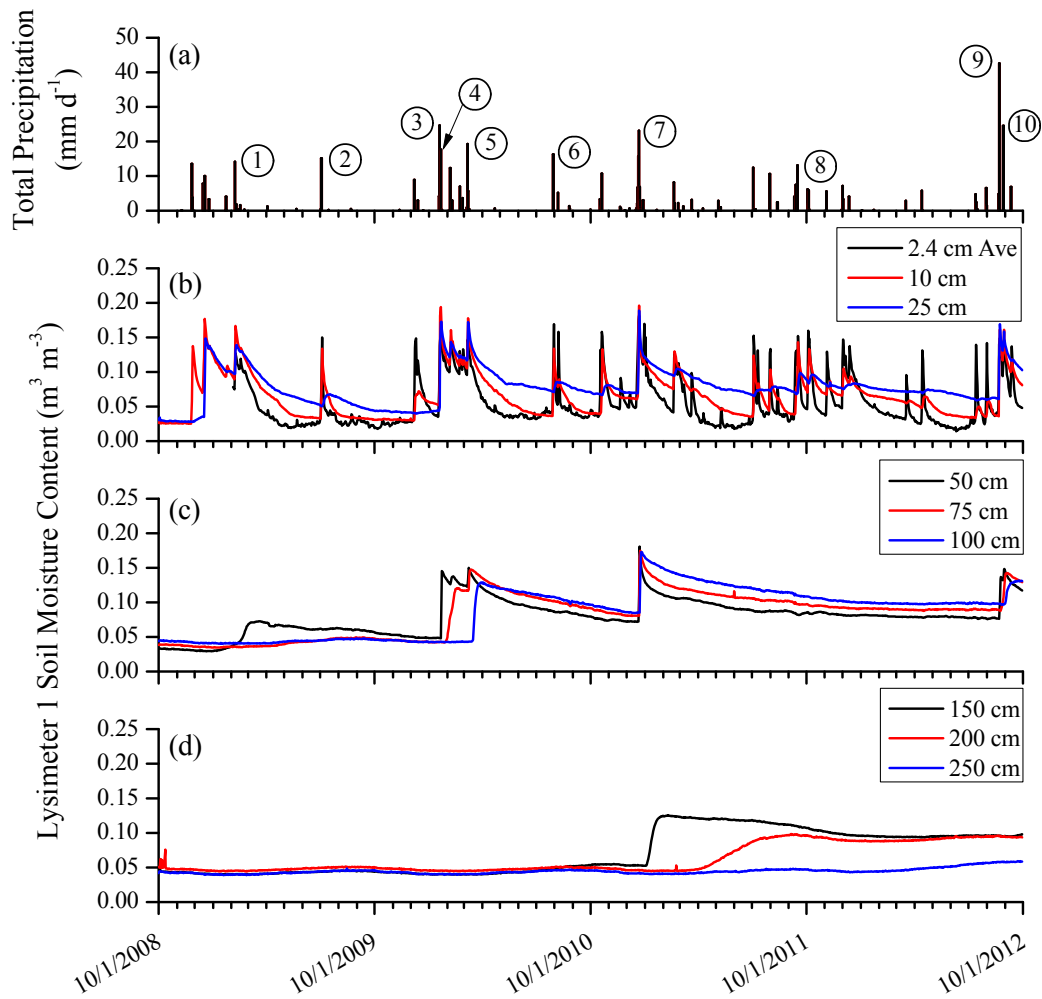 Total Precipitation
(mm d⁻¹)
(a)
50
40
30
20
10
0
1
2
3
4
5
6
7
8
9
10
Lysimeter 1 Soil Moisture Content (m³ m⁻³)
(b)
0.25
0.20
0.15
0.10
0.05
0.00
2.4 cm Ave
10 cm
25 cm
(c)
0.25
0.20
0.15
0.10
0.05
0.00
50 cm
75 cm
100 cm
(d)
0.25
0.20
0.15
0.10
0.05
0.00
150 cm
200 cm
250 cm
10/1/2008
10/1/2009
10/1/2010
10/1/2011
10/1/2012